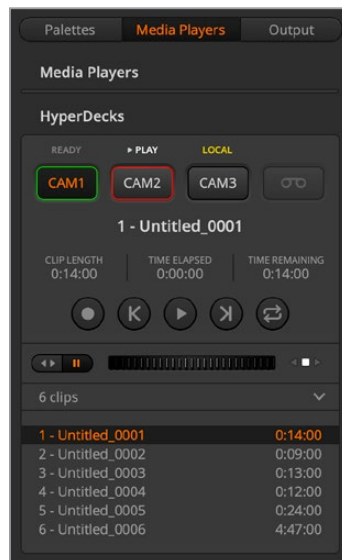 Palettes Media Players Output
Media Players
HyperDecks
READY PLAY LOCAL
CAM1 CAM2 CAM3
1 - Untitled_0001
CLIP LENGTH TIME ELAPSED TIME REMAINING
0:14:00 0:00:00 0:14:00
6 clips
1 - Untitled_0001 0:14:00
2 - Untitled_0002 0:09:00
3 - Untitled_0003 0:13:00
4 - Untitled_0004 0:12:00
5 - Untitled_0005 0:24:00
6 - Untitled_0006 4:47:00